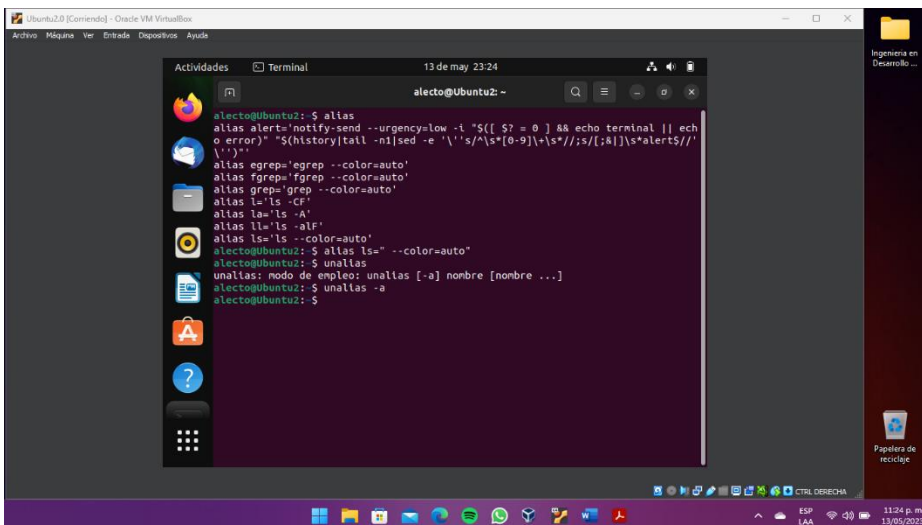 Ubuntu2.0 [Corriendo] - Oracle VM VirtualBox
Archivo Máquina Ver Entrada Dispositivos Ayuda
Ingenieria en
Desarrollo ...
Actividades Terminal 13 de may 23:24
alecto@Ubuntu2: ~
alecto@Ubuntu2:~$ alias
alias alert='notify-send --urgency=low -i "$([ $? = 0 ] && echo terminal || ech
o error)" "$(history|tail -n1|sed -e '\''s/^\s*[0-9]\+\s*//;s/[;&|]\s*alert$//'
\'')"'
alias egrep='egrep --color=auto'
alias fgrep='fgrep --color=auto'
alias grep='grep --color=auto'
alias l='ls -CF'
alias la='ls -A'
alias ll='ls -alF'
alias ls='ls --color=auto'
alecto@Ubuntu2:~$ alias ls=" --color=auto"
alecto@Ubuntu2:~$ unalias
unalias: modo de empleo: unalias [-a] nombre [nombre ...]
alecto@Ubuntu2:~$ unalias -a
alecto@Ubuntu2:~$
Papelera de
reciclaje
CTRL DERECHA
ESP
LAA
11:24 p.m.
13/05/202